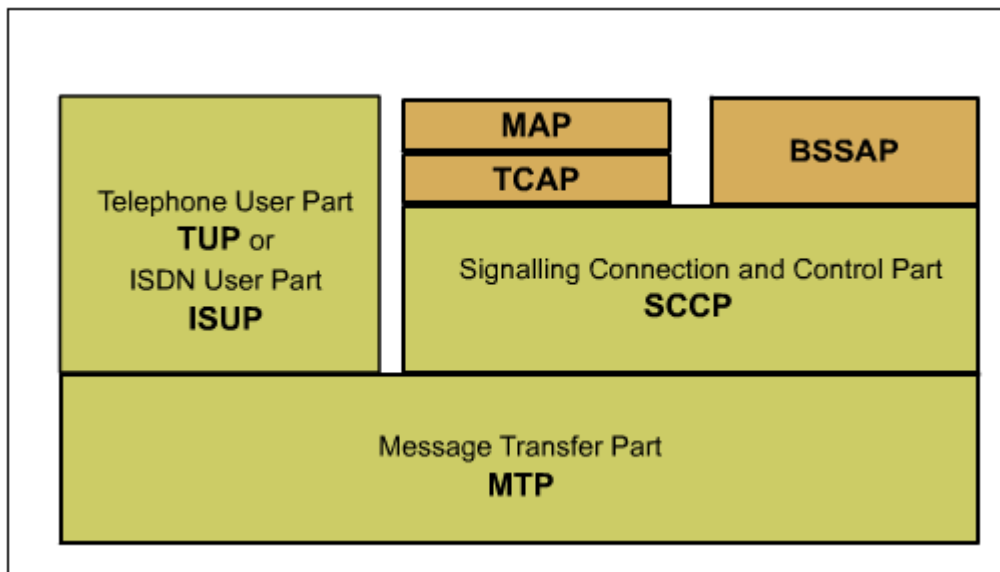 Telephone User Part
TUP or
ISDN User Part
ISUP
MAP
TCAP
BSSAP
Signalling Connection and Control Part
SCCP
Message Transfer Part
MTP